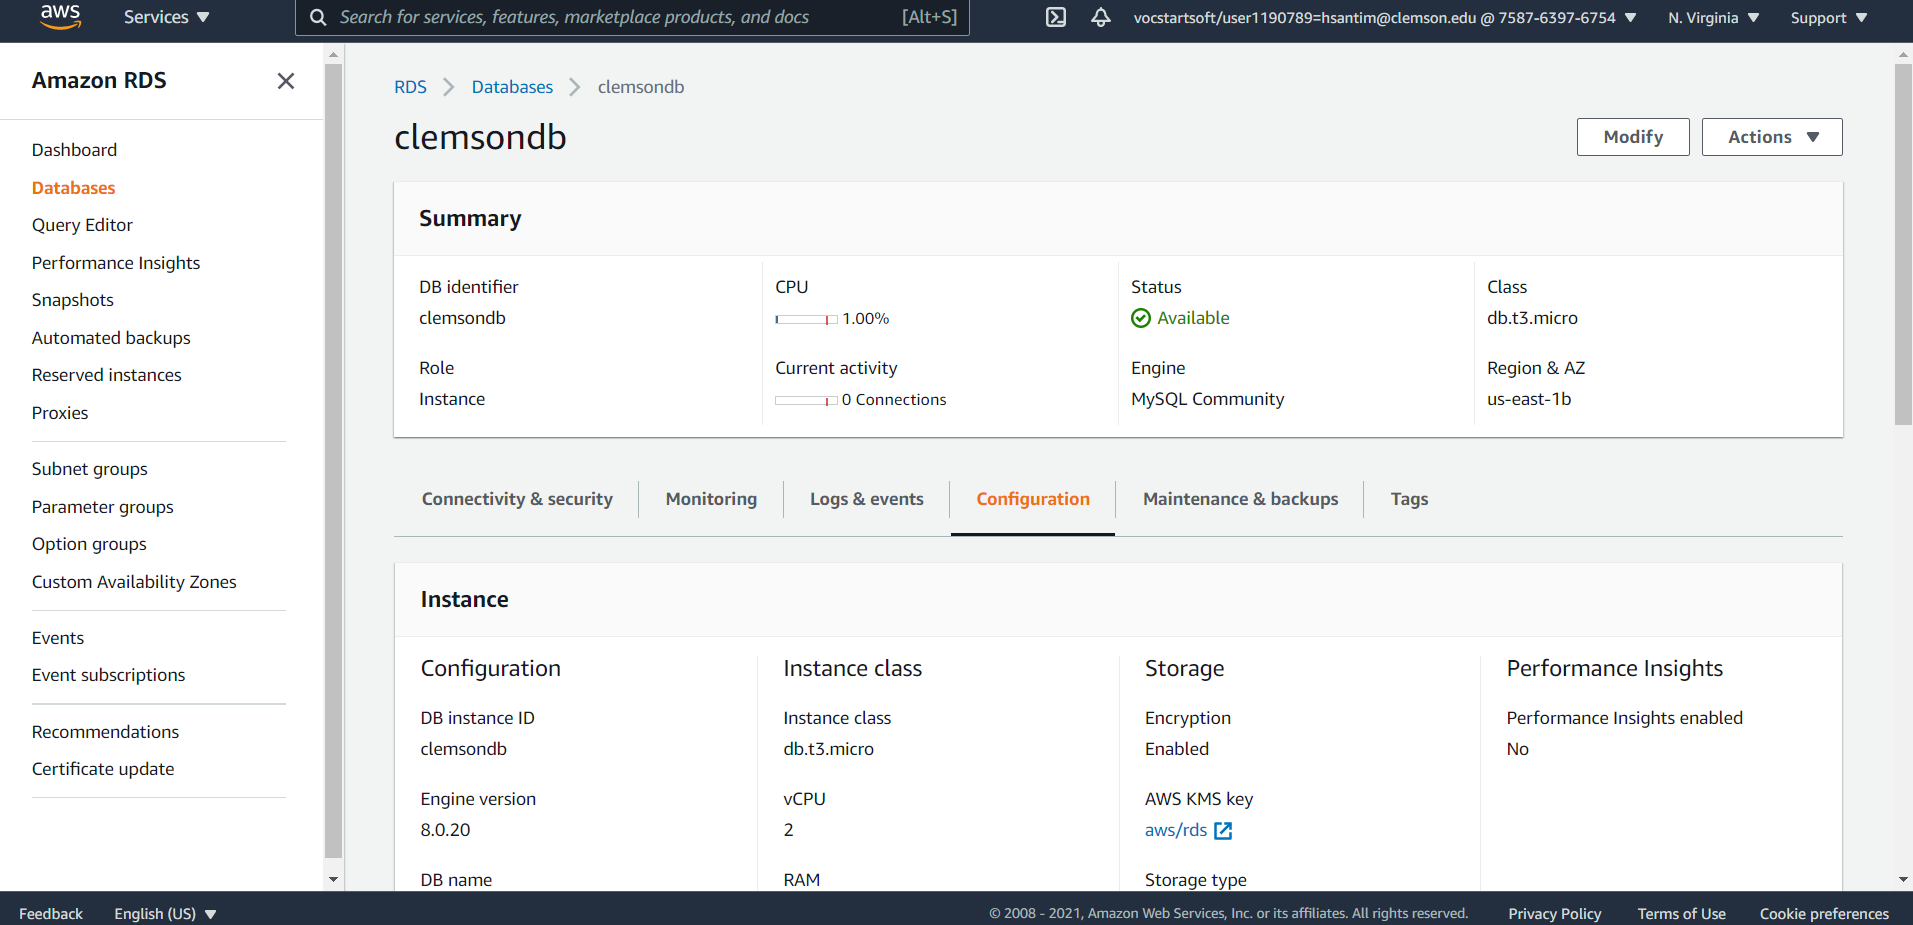 aws
Services
Search for services, features, marketplace products, and docs [Alt+S]
vocstartsoft/user1190789=hsantim@clemson.edu @ 7587-6397-6754
N. Virginia
Support
Amazon RDS
Dashboard
Databases
Query Editor
Performance Insights
Snapshots
Automated backups
Reserved instances
Proxies
Subnet groups
Parameter groups
Option groups
Custom Availability Zones
Events
Event subscriptions
Recommendations
Certificate update
RDS Databases clemsondb
clemsondb
Modify
Actions
Summary
DB identifier
clemsondb
Role
Instance
CPU
1.00%
Current activity
0 Connections
Status
Available
Engine
MySQL Community
Class
db.t3.micro
Region & AZ
us-east-1b
Connectivity & security
Monitoring
Logs & events
Configuration
Maintenance & backups
Tags
Instance
Configuration
DB instance ID
clemsondb
Engine version
8.0.20
DB name
Instance class
Instance class
db.t3.micro
vCPU
2
RAM
Storage
Encryption
Enabled
AWS KMS key
aws/rds
Storage type
Performance Insights
Performance Insights enabled
No
Feedback
English (US)
© 2008 - 2021, Amazon Web Services, Inc. or its affiliates. All rights reserved.
Privacy Policy
Terms of Use
Cookie preferences